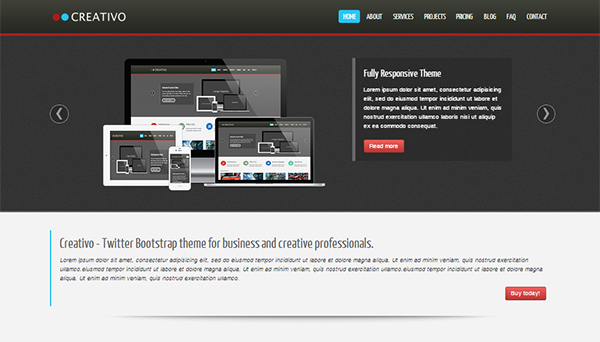 CREATIVO
HOME ABOUT SERVICES PROJECTS PRICING BLOG FAQ CONTACT
Fully Responsive Theme
Lorem ipsum dolor sit amet, consectetur adipisicing
elit, sed do eiusmod tempor incididunt ut labore et
dolore magna aliqua. Ut enim ad minim veniam, quis
nostrud exercitation ullamco laboris nisi ut aliquip
ex ea commodo consequat.
Read more
Creativo - Twitter Bootstrap theme for business and creative professionals.
Lorem ipsum dolor sit amet, consectetur adipisicing elit, sed do eiusmod tempor incididunt ut labore et dolore magna aliqua. Ut enim ad minim veniam, quis nostrud exercitation
ullamco.eiusmod tempor incididunt ut labore et dolore magna aliqua. Ut enim ad minim veniam, quis nostrud exercitation ullamco.eiusmod tempor incididunt ut labore et dolore magna
aliqua. Ut enim ad minim veniam, quis nostrud exercitation ullamco.
Buy today!